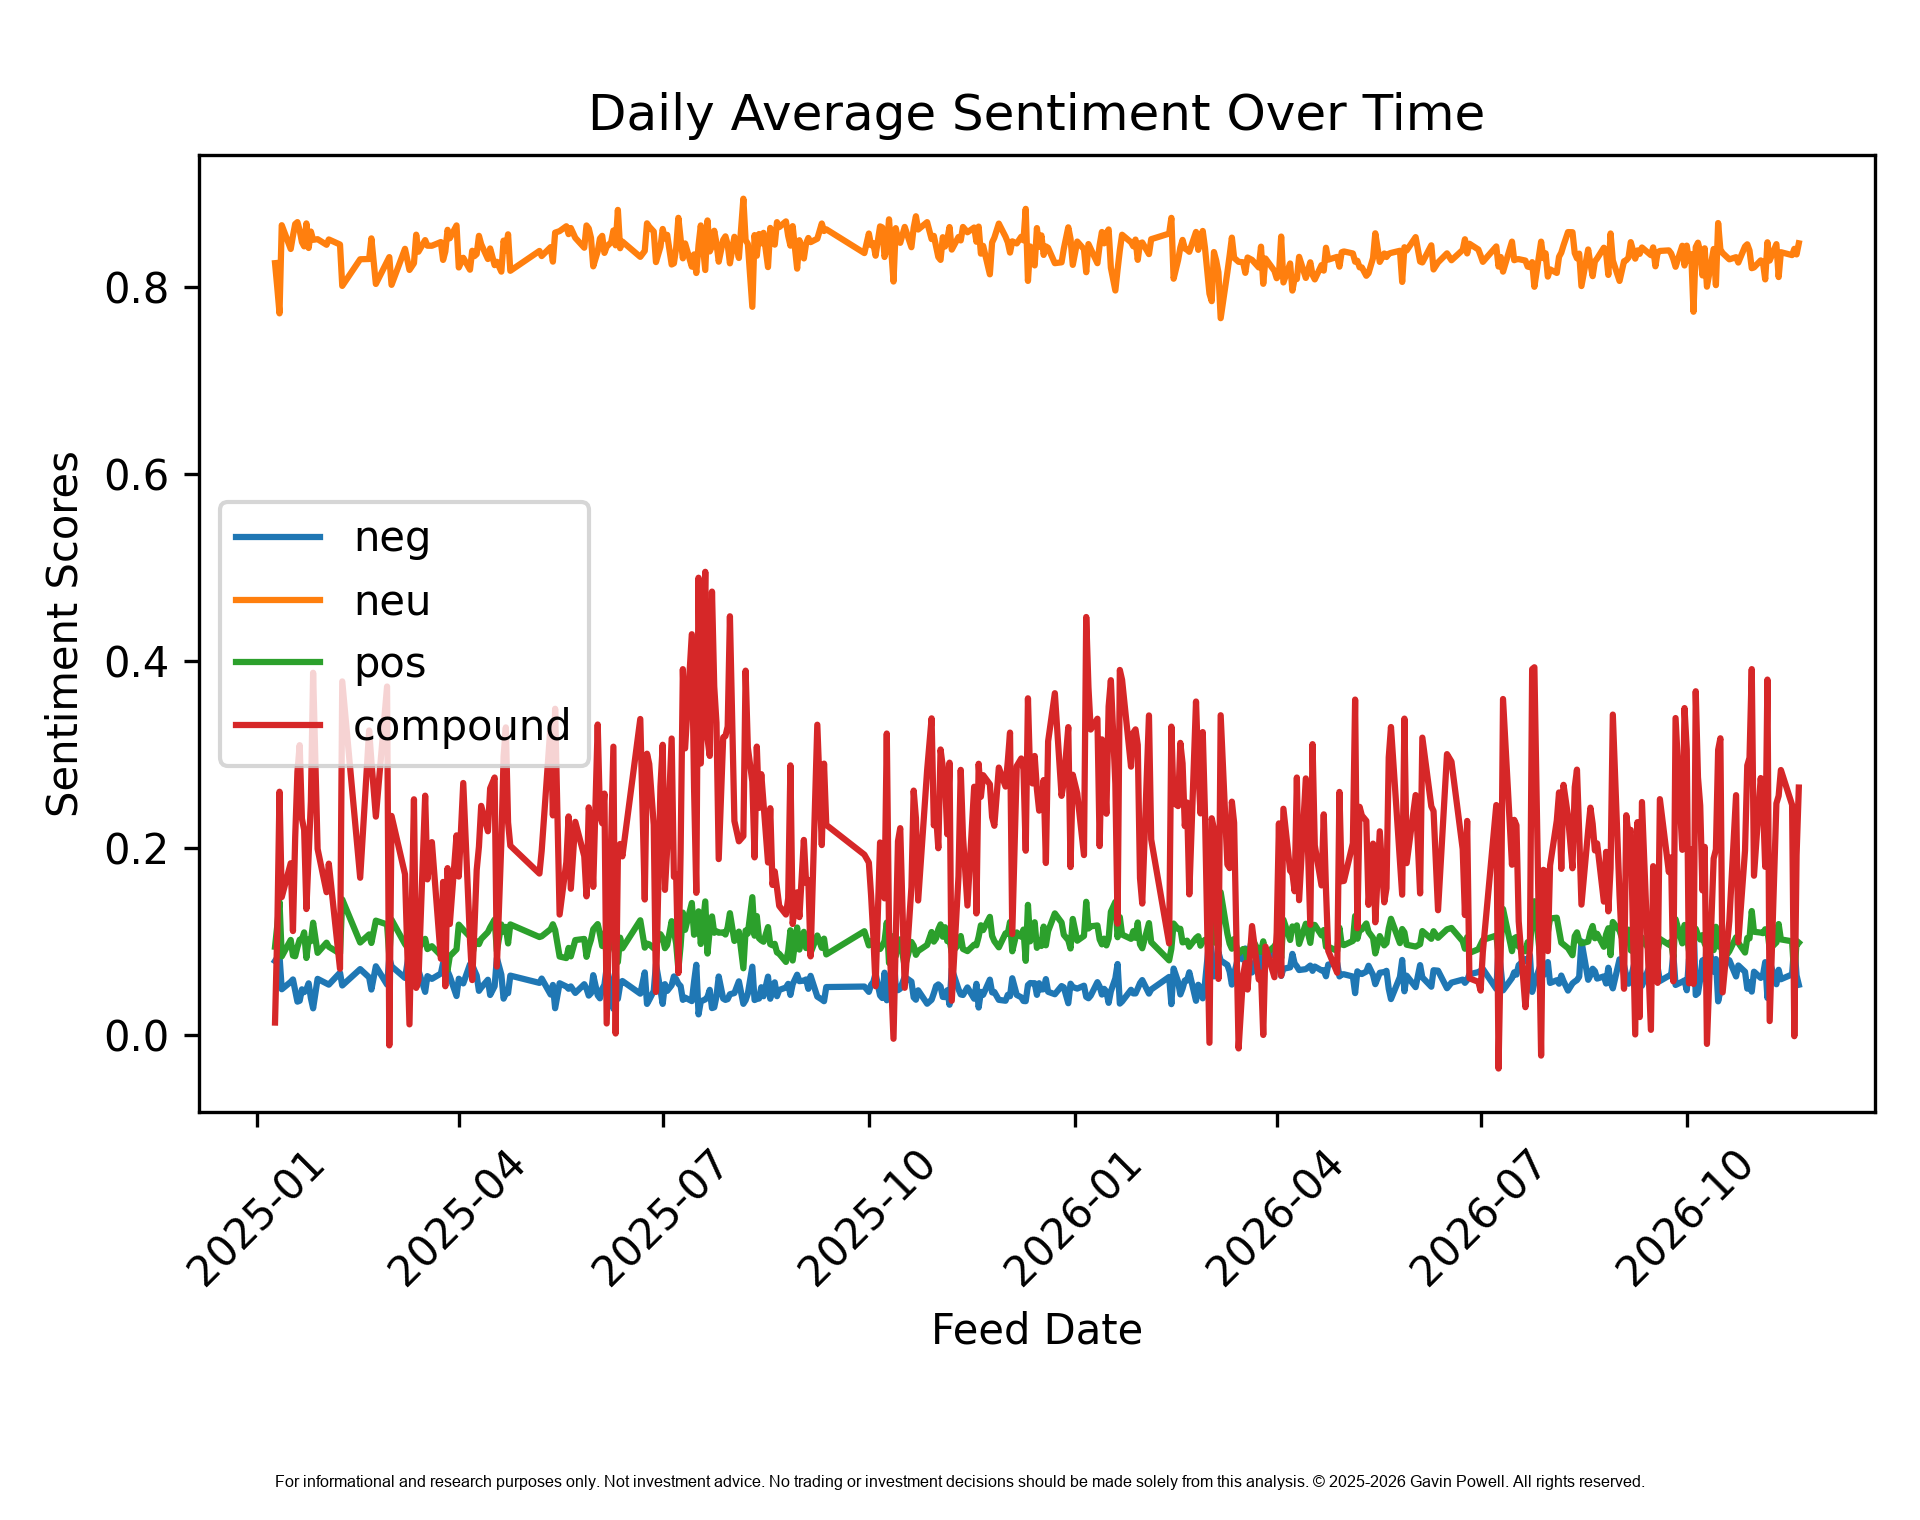 Daily Average Sentiment Over Time
Sentiment Scores
0.8
0.6
0.4
0.2
0.0
neg
neu
pos
compound
2025-01
2025-04
2025-07
2025-10
2026-01
2026-04
2026-07
2026-10
Feed Date
For informational and research purposes only. Not investment advice. No trading or investment decisions should be made solely from this analysis. © 2025-2026 Gavin Powell. All rights reserved.